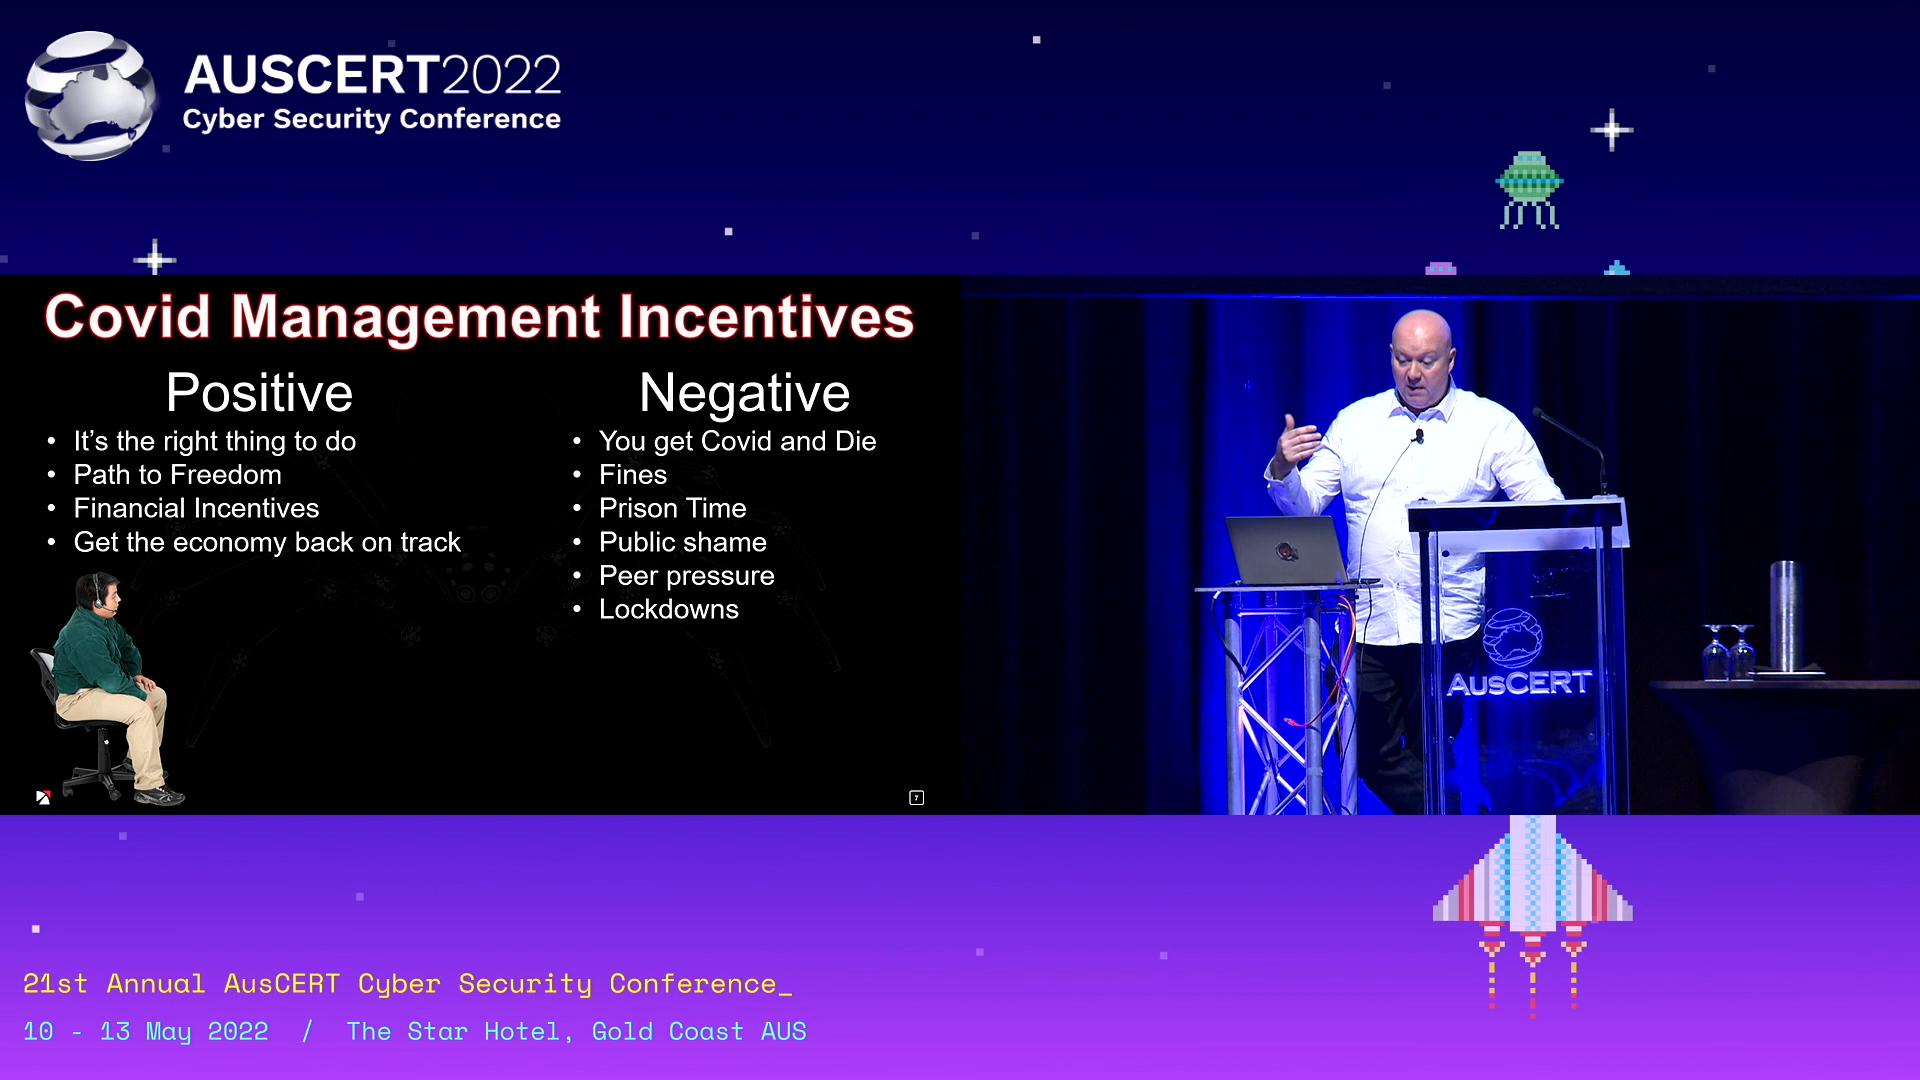 AUSCERT2022
Cyber Security Conference
Covid Management Incentives
Positive
• It’s the right thing to do
• Path to Freedom
• Financial Incentives
• Get the economy back on track
Negative
• You get Covid and Die
• Fines
• Prison Time
• Public shame
• Peer pressure
• Lockdowns
7
AusCERT
21st Annual AusCERT Cyber Security Conference_
10 - 13 May 2022 / The Star Hotel, Gold Coast AUS